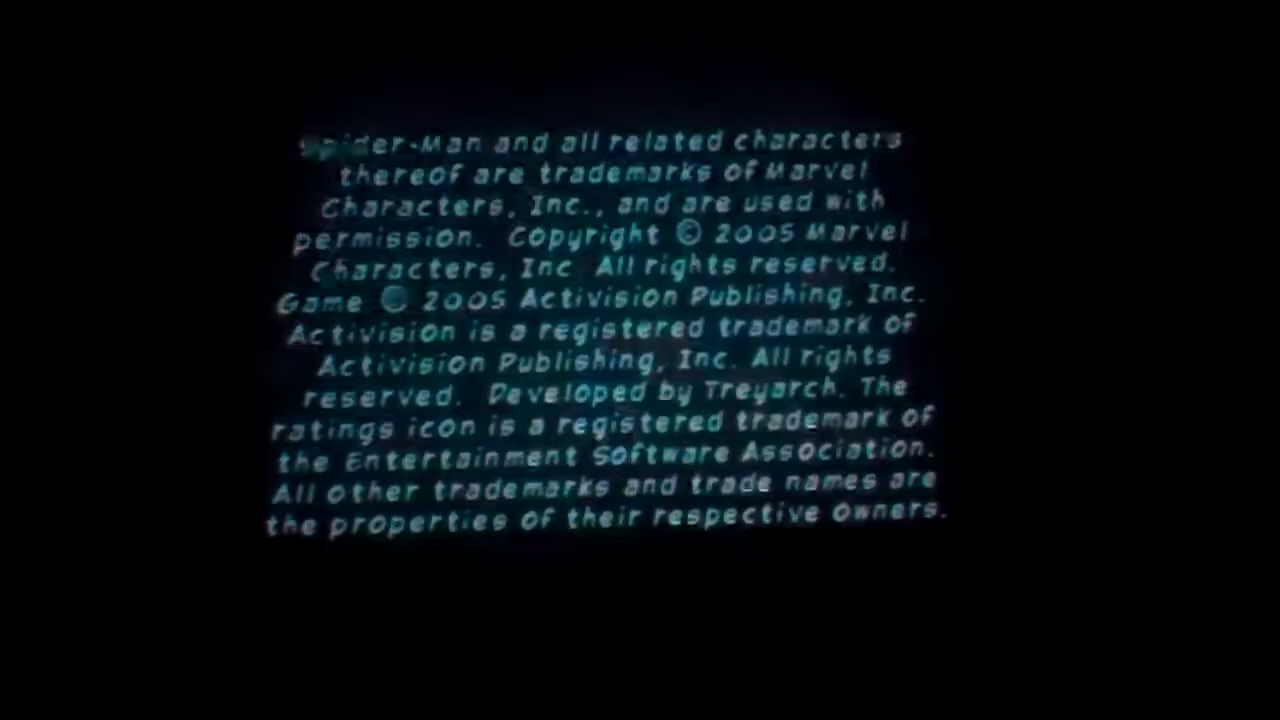 Spider-Man and all related characters
thereof are trademarks of Marvel
Characters, Inc., and are used with
permission. Copyright © 2005 Marvel
Characters, Inc. All rights reserved.
Game © 2005 Activision Publishing, Inc.
Activision is a registered trademark of
Activision Publishing, Inc. All rights
reserved. Developed by Treyarch. The
ratings icon is a registered trademark of
the Entertainment Software Association.
All other trademarks and trade names are
the properties of their respective owners.